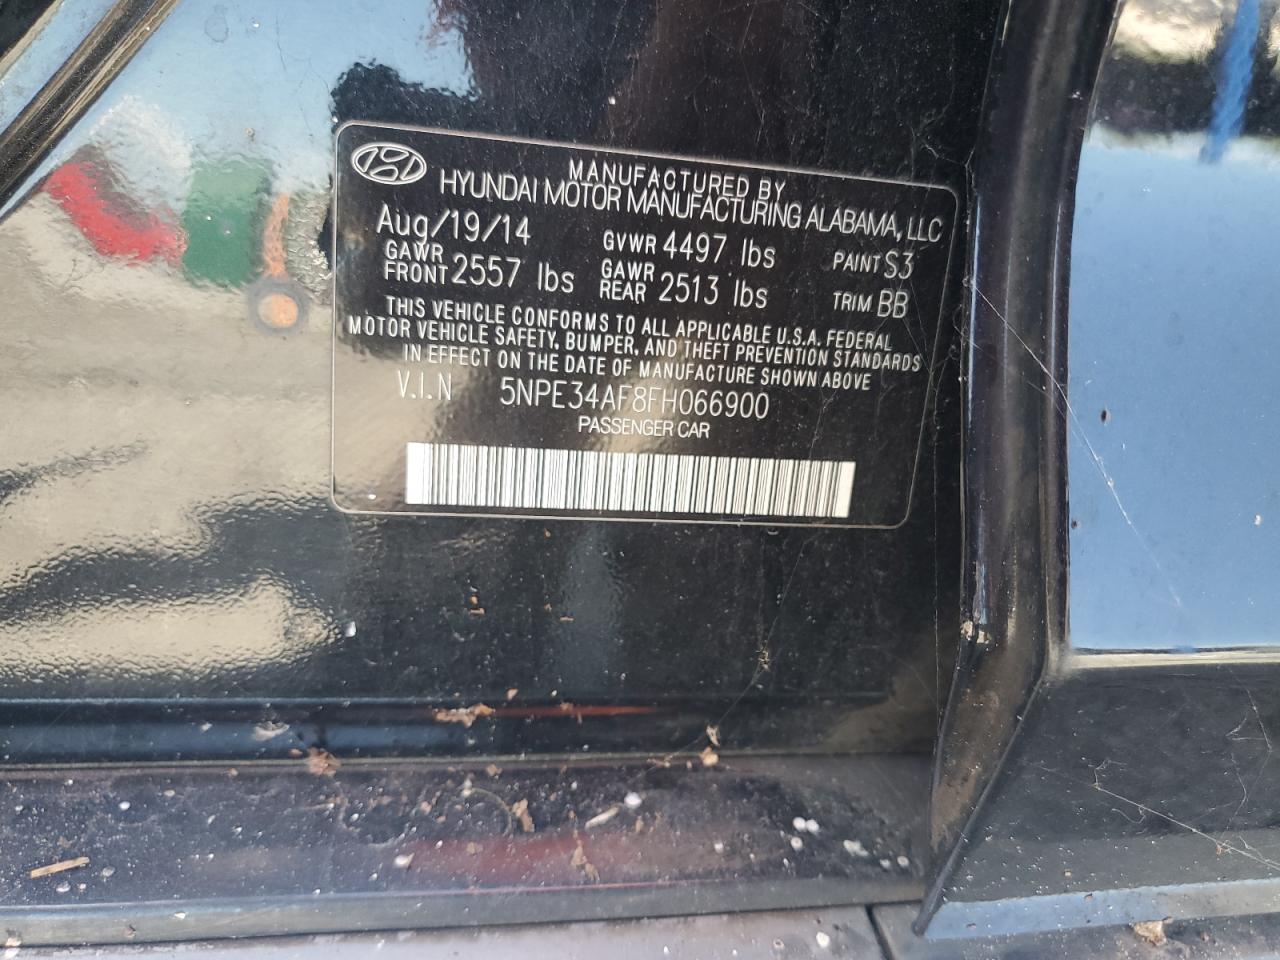 MANUFACTURED BY
HYUNDAI MOTOR MANUFACTURING ALABAMA, LLC
Aug/19/14 GVWR 4497 lbs PAINT S3
GAWR FRONT 2557 lbs GAWR REAR 2513 lbs TRIM BB
THIS VEHICLE CONFORMS TO ALL APPLICABLE U.S.A. FEDERAL
MOTOR VEHICLE SAFETY, BUMPER, AND THEFT PREVENTION STANDARDS
IN EFFECT ON THE DATE OF MANUFACTURE SHOWN ABOVE
V.I.N 5NPE34AF8FH066900
PASSENGER CAR